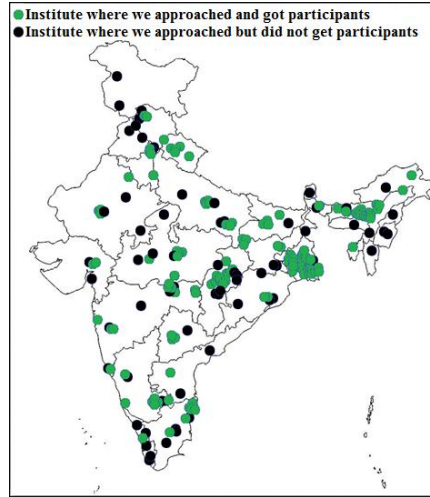 Institute where we approached and got participants
Institute where we approached but did not get participants